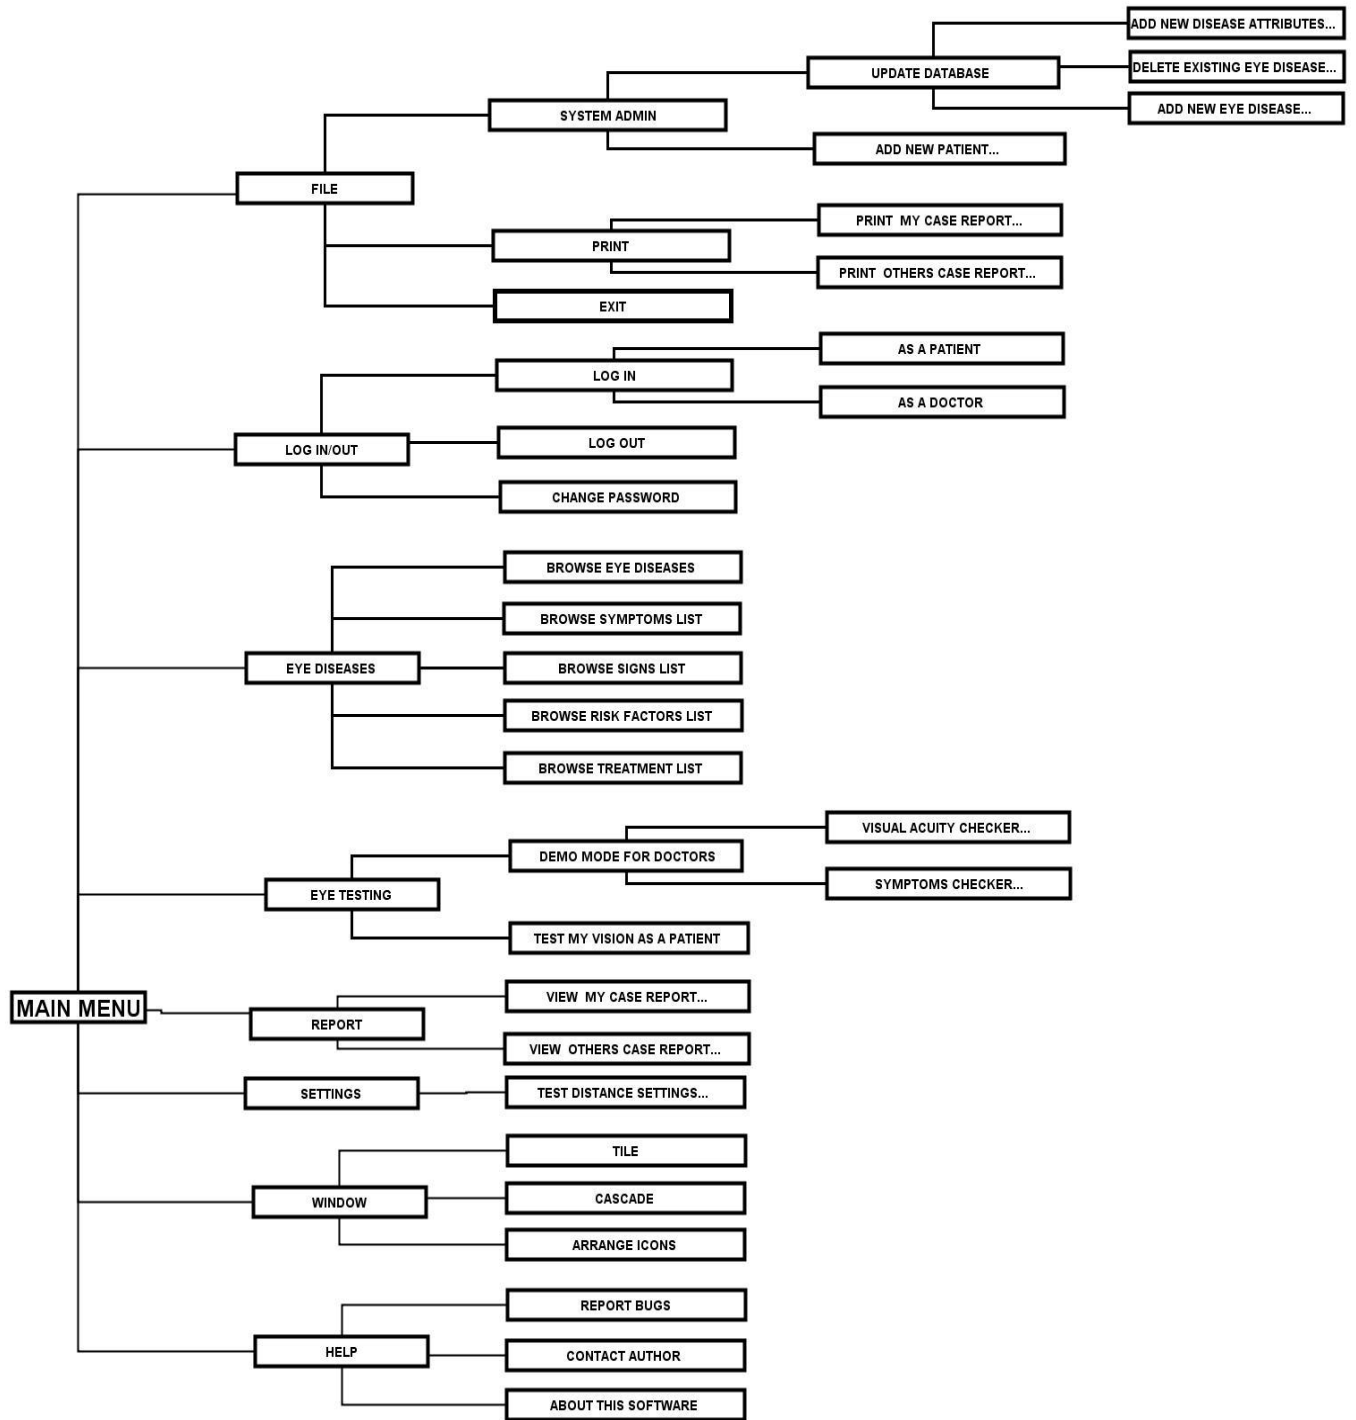 ADD NEW DISEASE ATTRIBUTES...
UPDATE DATABASE
DELETE EXISTING EYE DISEASE...
ADD NEW EYE DISEASE...
SYSTEM ADMIN
ADD NEW PATIENT...
FILE
PRINT MY CASE REPORT...
PRINT
PRINT OTHERS CASE REPORT...
EXIT
AS A PATIENT
LOG IN
AS A DOCTOR
LOG IN/OUT
LOG OUT
CHANGE PASSWORD
BROWSE EYE DISEASES
BROWSE SYMPTOMS LIST
EYE DISEASES
BROWSE SIGNS LIST
BROWSE RISK FACTORS LIST
BROWSE TREATMENT LIST
VISUAL ACUITY CHECKER...
DEMO MODE FOR DOCTORS
SYMPTOMS CHECKER...
EYE TESTING
TEST MY VISION AS A PATIENT
MAIN MENU
VIEW MY CASE REPORT...
REPORT
VIEW OTHERS CASE REPORT...
SETTINGS
TEST DISTANCE SETTINGS...
TILE
WINDOW
CASCADE
ARRANGE ICONS
REPORT BUGS
HELP
CONTACT AUTHOR
ABOUT THIS SOFTWARE